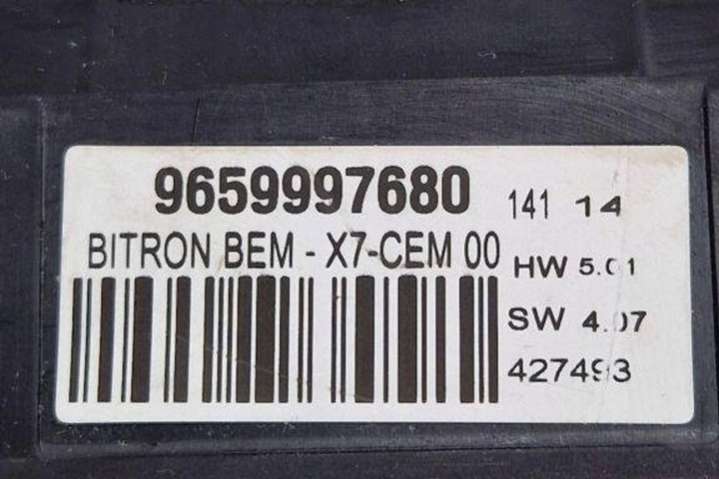 9659997680 141 14
BITRON BEM - X7-CEM 00 HW 5.01
SW 4.07
427493